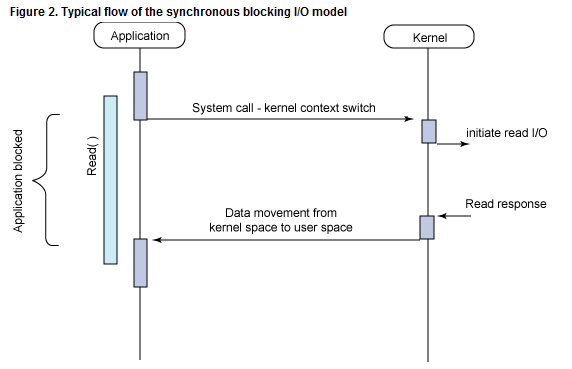 Figure 2. Typical flow of the synchronous blocking I/O model
Application
Kernel
System call - kernel context switch
initiate read I/O
Application blocked
Read( )
Read response
Data movement from
kernel space to user space